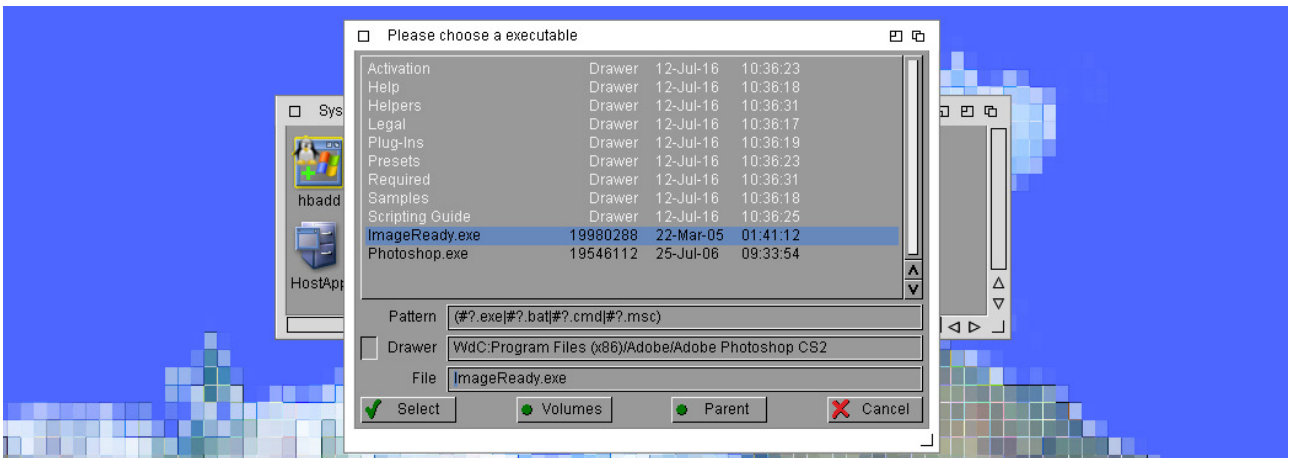 Please choose a executable
Activation Drawer 12-Jul-16 10:36:23
Help Drawer 12-Jul-16 10:36:18
Helpers Drawer 12-Jul-16 10:36:31
Legal Drawer 12-Jul-16 10:36:17
Plug-Ins Drawer 12-Jul-16 10:36:19
Presets Drawer 12-Jul-16 10:36:23
Required Drawer 12-Jul-16 10:36:31
Samples Drawer 12-Jul-16 10:36:18
Scripting Guide Drawer 12-Jul-16 10:36:25
ImageReady.exe 19980288 22-Mar-05 01:41:12
Photoshop.exe 19546112 25-Jul-06 09:33:54
Pattern (#?.exe|#?.bat|#?.cmd|#?.msc)
Drawer WdC:Program Files (x86)/Adobe/Adobe Photoshop CS2
File ImageReady.exe
Select Volumes Parent Cancel
Sys
hbadd
HostApp